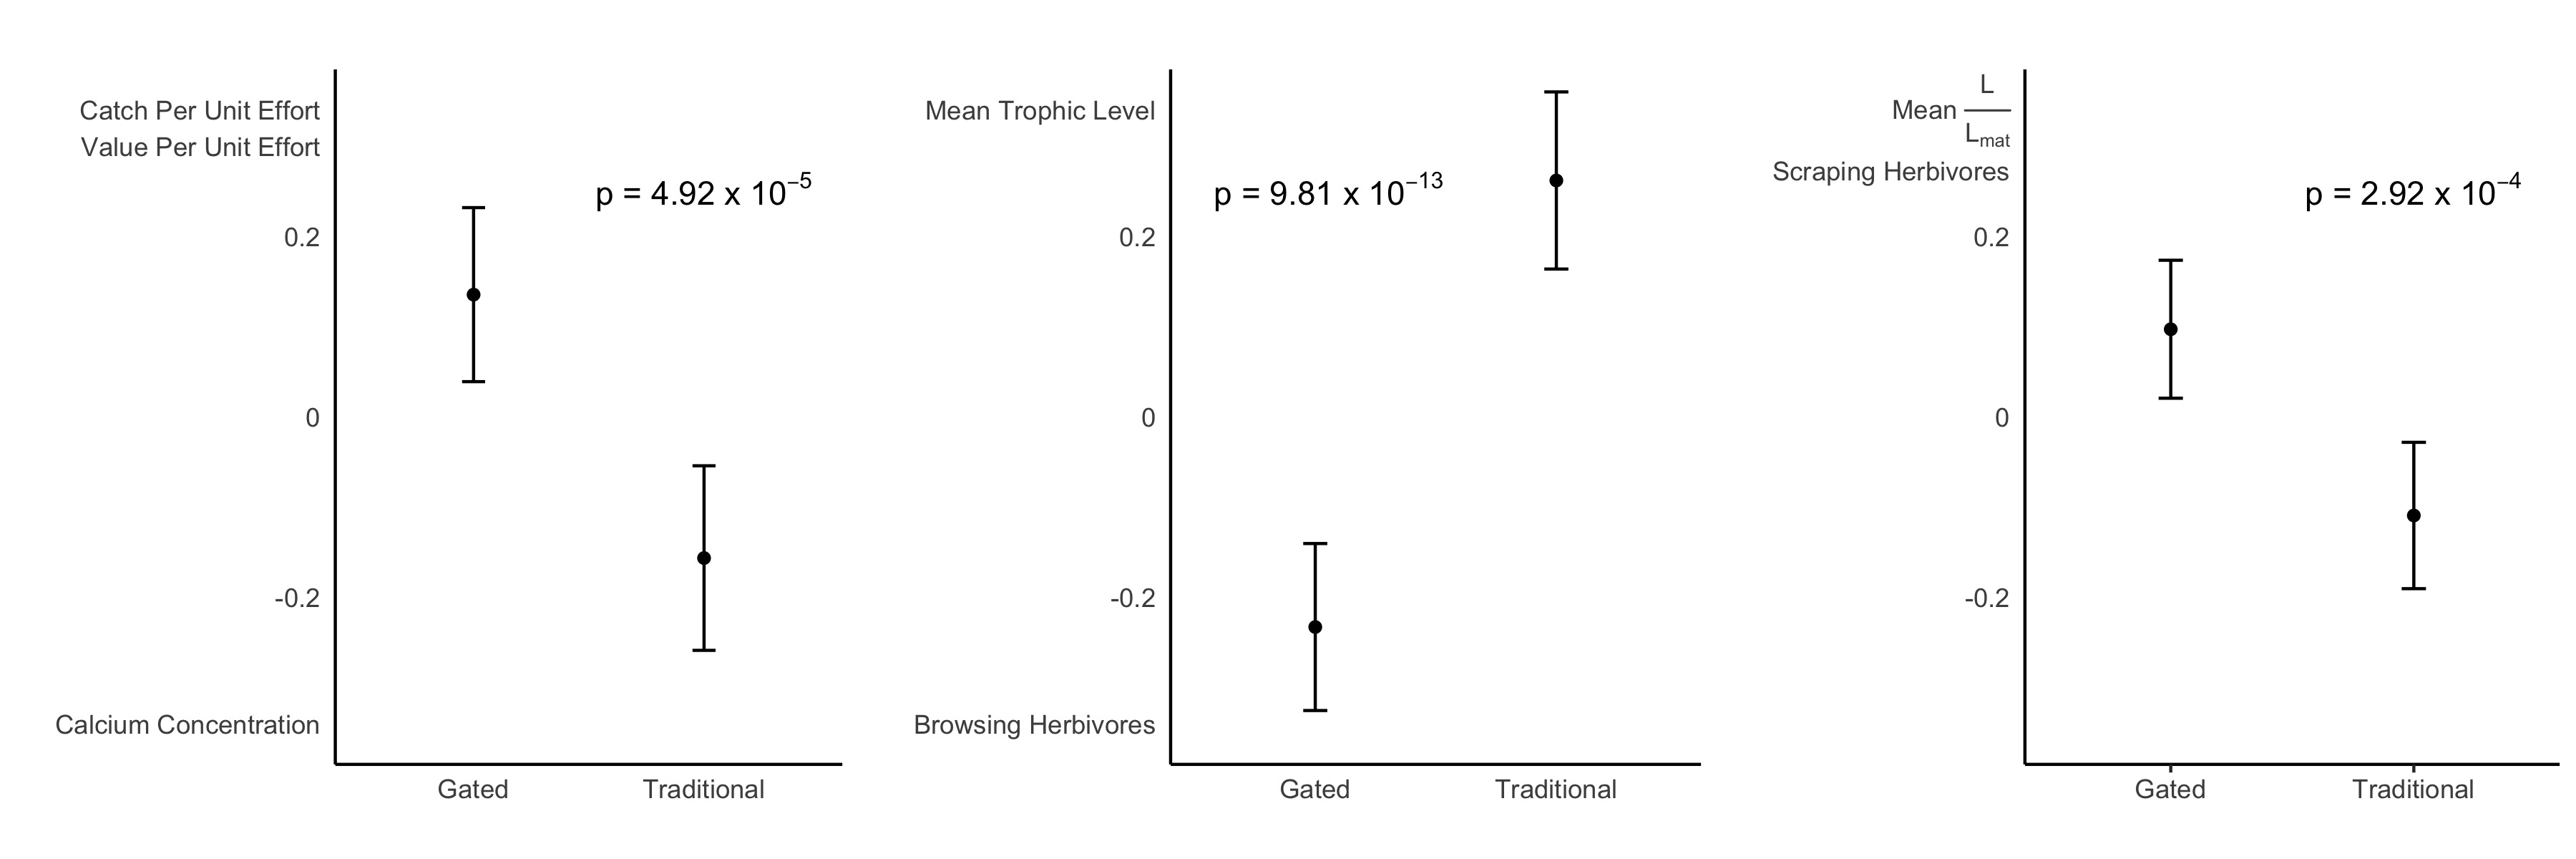 Catch Per Unit Effort
Value Per Unit Effort
p = 4.92 x 10⁻⁵
0.2
0
-0.2
Calcium Concentration
Gated Traditional
Mean Trophic Level
p = 9.81 x 10⁻¹³
0.2
0
-0.2
Browsing Herbivores
Gated Traditional
Mean L/Lmat
Scraping Herbivores
p = 2.92 x 10⁻⁴
0.2
0
-0.2
Gated Traditional